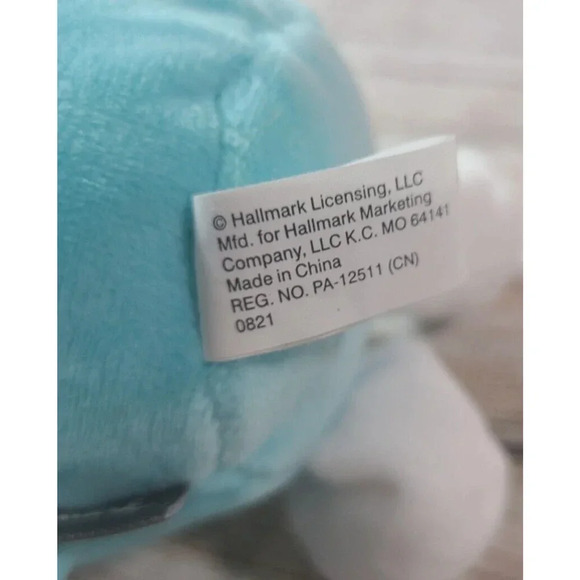 © Hallmark Licensing, LLC
Mfd. for Hallmark Marketing
Company, LLC K.C. MO 64141
Made in China
REG. NO. PA-12511 (CN)
0821